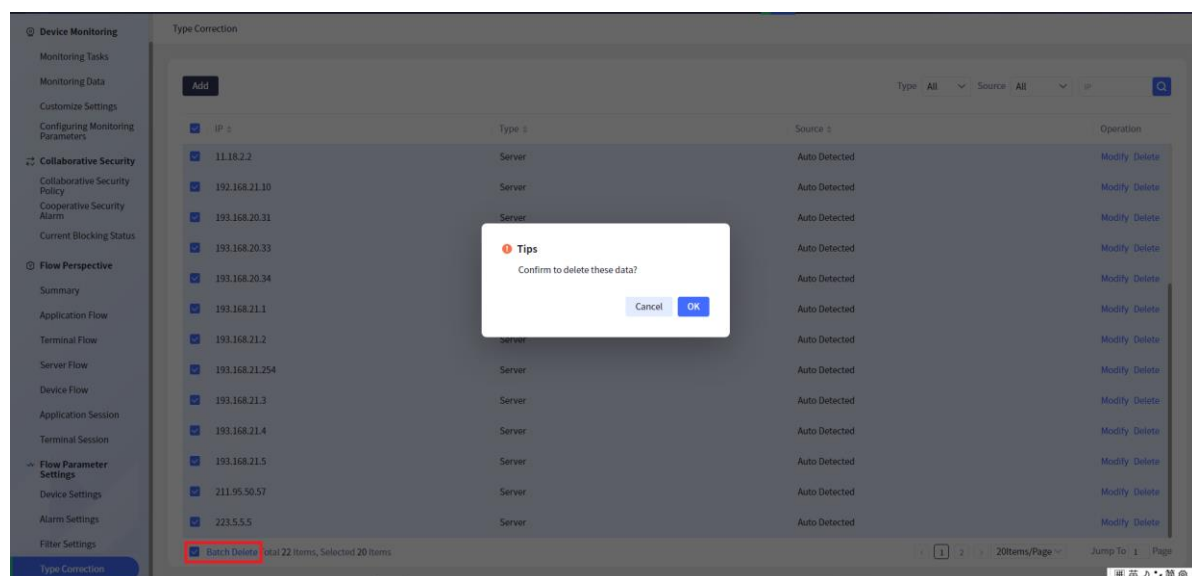 Device Monitoring
Monitoring Tasks
Monitoring Data
Customize Settings
Configuring Monitoring
Parameters
Collaborative Security
Collaborative Security
Policy
Cooperative Security
Alarm
Current Blocking Status
Flow Perspective
Summary
Application Flow
Terminal Flow
Server Flow
Device Flow
Application Session
Terminal Session
Flow Parameter
Settings
Device Settings
Alarm Settings
Filter Settings
Type Correction
Type Correction
Add
Type All Source All IP
IP Type Source Operation
11.18.2.2 Server Auto Detected Modify Delete
192.168.21.10 Server Auto Detected Modify Delete
193.168.20.31 Server Auto Detected Modify Delete
193.168.20.33 Auto Detected Modify Delete
193.168.20.34 Auto Detected Modify Delete
193.168.21.1 Auto Detected Modify Delete
193.168.21.2 Server Auto Detected Modify Delete
193.168.21.254 Server Auto Detected Modify Delete
193.168.21.3 Server Auto Detected Modify Delete
193.168.21.4 Server Auto Detected Modify Delete
193.168.21.5 Server Auto Detected Modify Delete
211.95.50.57 Server Auto Detected Modify Delete
223.5.5.5 Server Auto Detected Modify Delete
Batch Delete otal 22 Items, Selected 20 Items 1 2 20Items/Page Jump To 1 Page
Tips
Confirm to delete these data?
Cancel OK